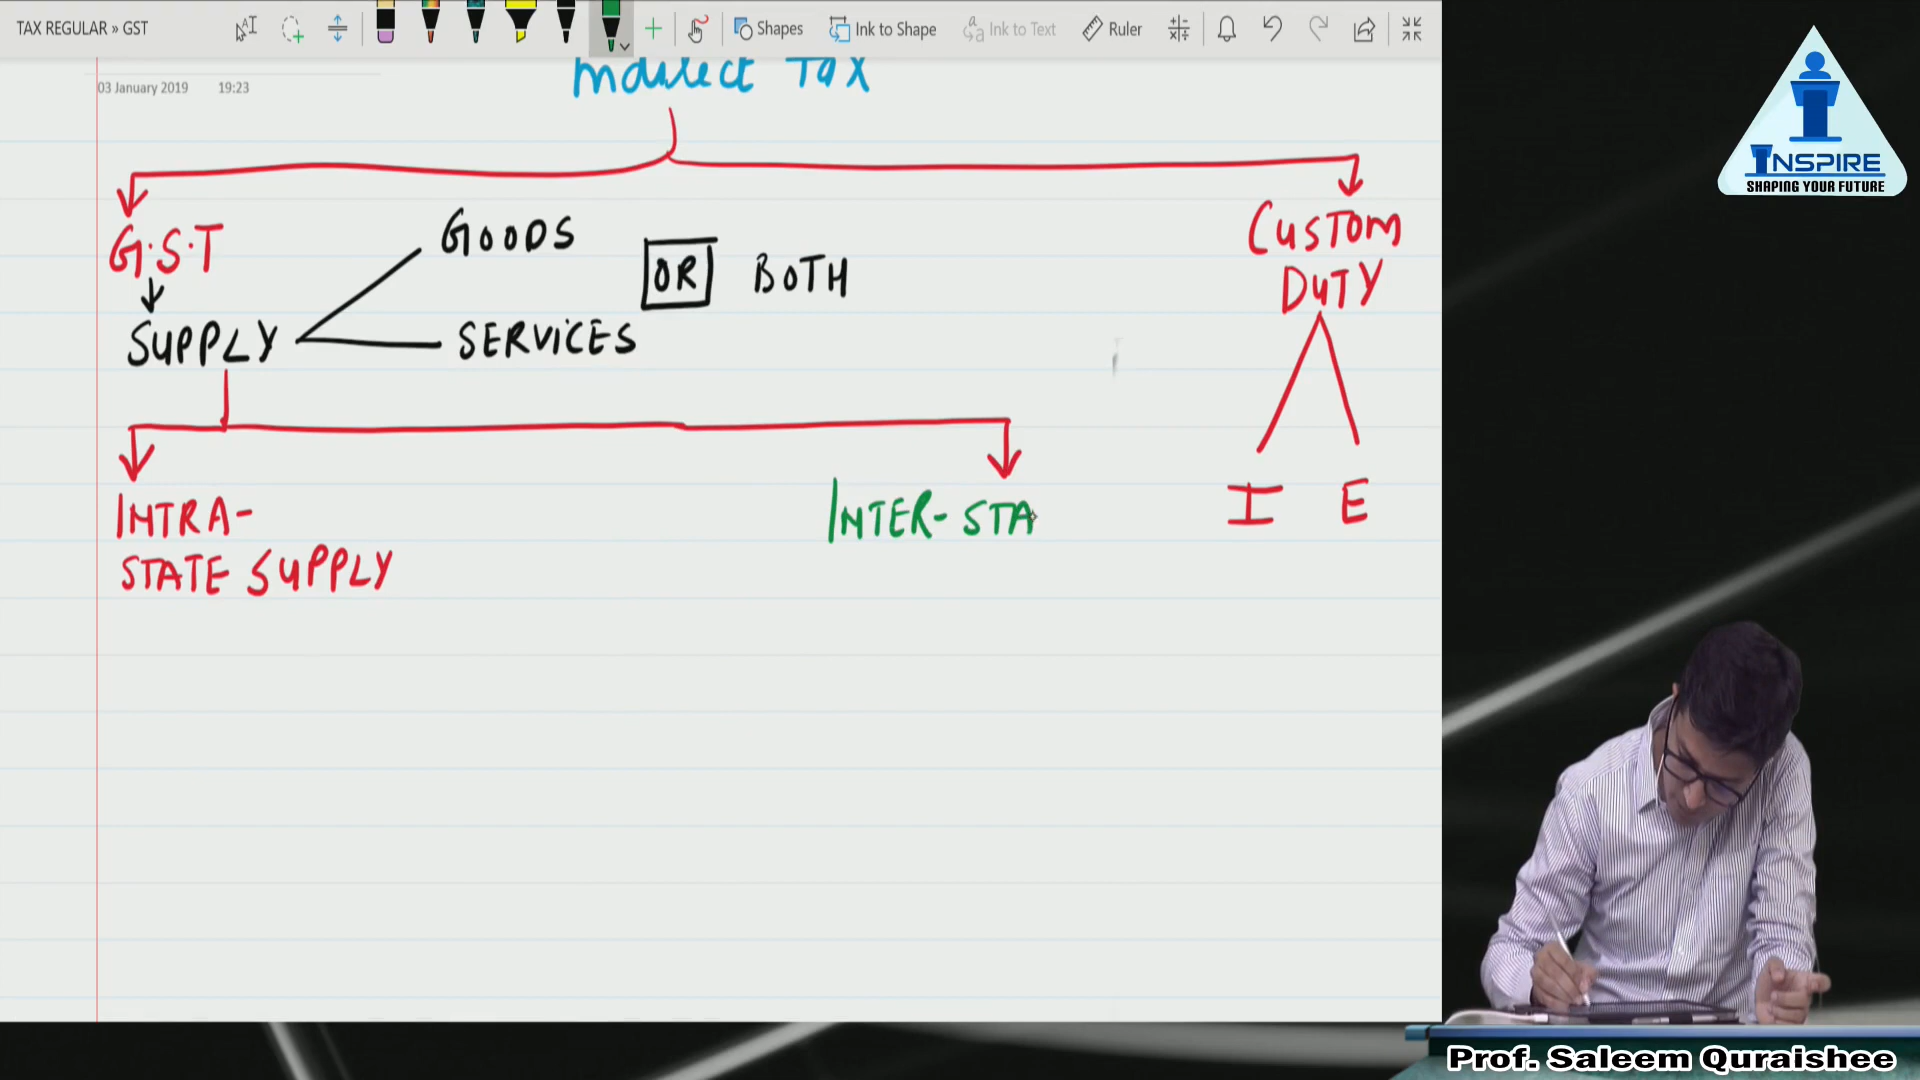 TAX REGULAR » GST
Shapes
Ink to Shape
Ink to Text
Ruler
03 January 2019 19:23
Indirect TAX
G.S.T
GOODS
OR
BOTH
SUPPLY
SERVICES
CUSTOM
DUTY
I E
INTRA-
STATE SUPPLY
INTER-STA
INSPIRE
SHAPING YOUR FUTURE
Prof. Saleem Quraishee